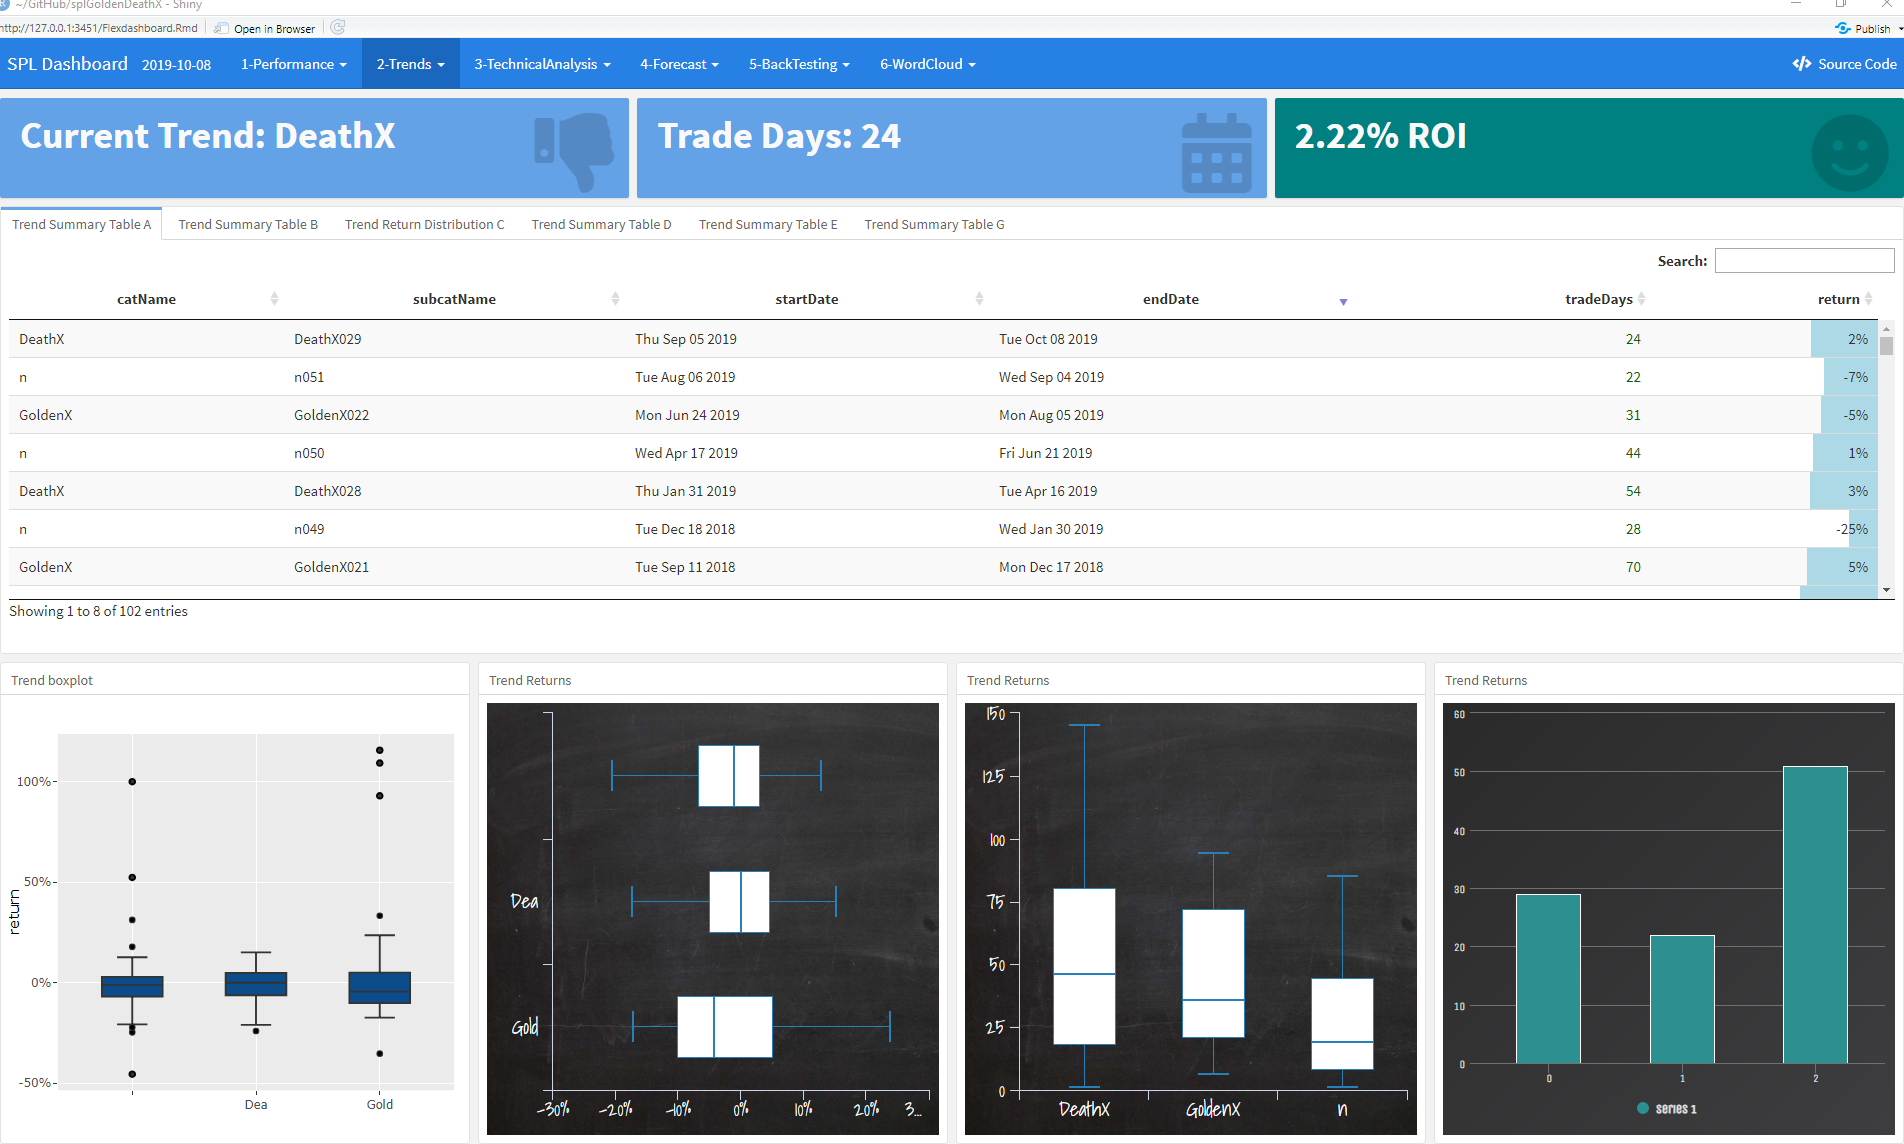 ~/GitHub/splGoldenDeathX - Shiny
http://127.0.0.1:3451/Flexdashboard.Rmd Open in Browser Publish
SPL Dashboard 2019-10-08 1-Performance 2-Trends 3-TechnicalAnalysis 4-Forecast 5-BackTesting 6-WordCloud Source Code
Current Trend: DeathX Trade Days: 24 2.22% ROI
Trend Summary Table A Trend Summary Table B Trend Return Distribution C Trend Summary Table D Trend Summary Table E Trend Summary Table G
Search:
catName subcatName startDate endDate tradeDays return
DeathX DeathX029 Thu Sep 05 2019 Tue Oct 08 2019 24 2%
n n051 Tue Aug 06 2019 Wed Sep 04 2019 22 -7%
GoldenX GoldenX022 Mon Jun 24 2019 Mon Aug 05 2019 31 -5%
n n050 Wed Apr 17 2019 Fri Jun 21 2019 44 1%
DeathX DeathX028 Thu Jan 31 2019 Tue Apr 16 2019 54 3%
n n049 Tue Dec 18 2018 Wed Jan 30 2019 28 -25%
GoldenX GoldenX021 Tue Sep 11 2018 Mon Dec 17 2018 70 5%
Showing 1 to 8 of 102 entries
Trend boxplot
return
100%
50%
0%
-50%
Dea Gold
Trend Returns
Dea
Gold
-30% -20% -10% 0% 10% 20% 3...
Trend Returns
150
125
100
75
50
25
0
DeathX GoldenX n
Trend Returns
60
50
40
30
20
10
0
0 1 2
series 1